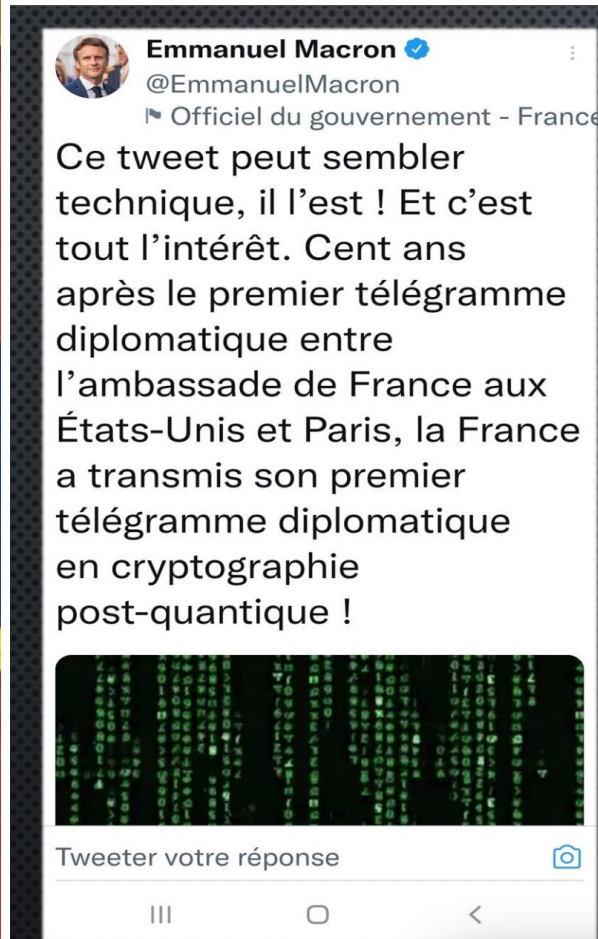 Emmanuel Macron
@EmmanuelMacron
Officiel du gouvernement - France
Ce tweet peut sembler
technique, il l’est ! Et c’est
tout l’intérêt. Cent ans
après le premier télégramme
diplomatique entre
l’ambassade de France aux
États-Unis et Paris, la France
a transmis son premier
télégramme diplomatique
en cryptographie
post-quantique !
Tweeter votre réponse